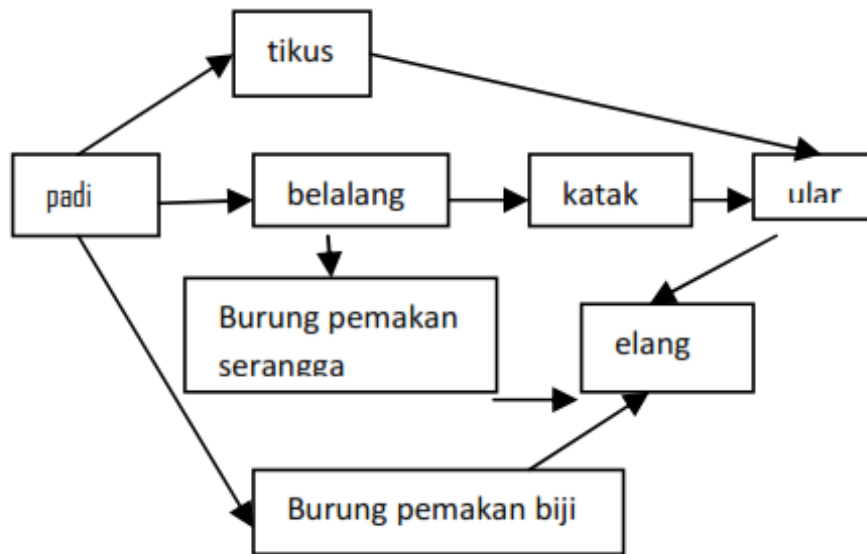 tikus
padi
belalang
katak
ular
Burung pemakan
serangga
elang
Burung pemakan biji